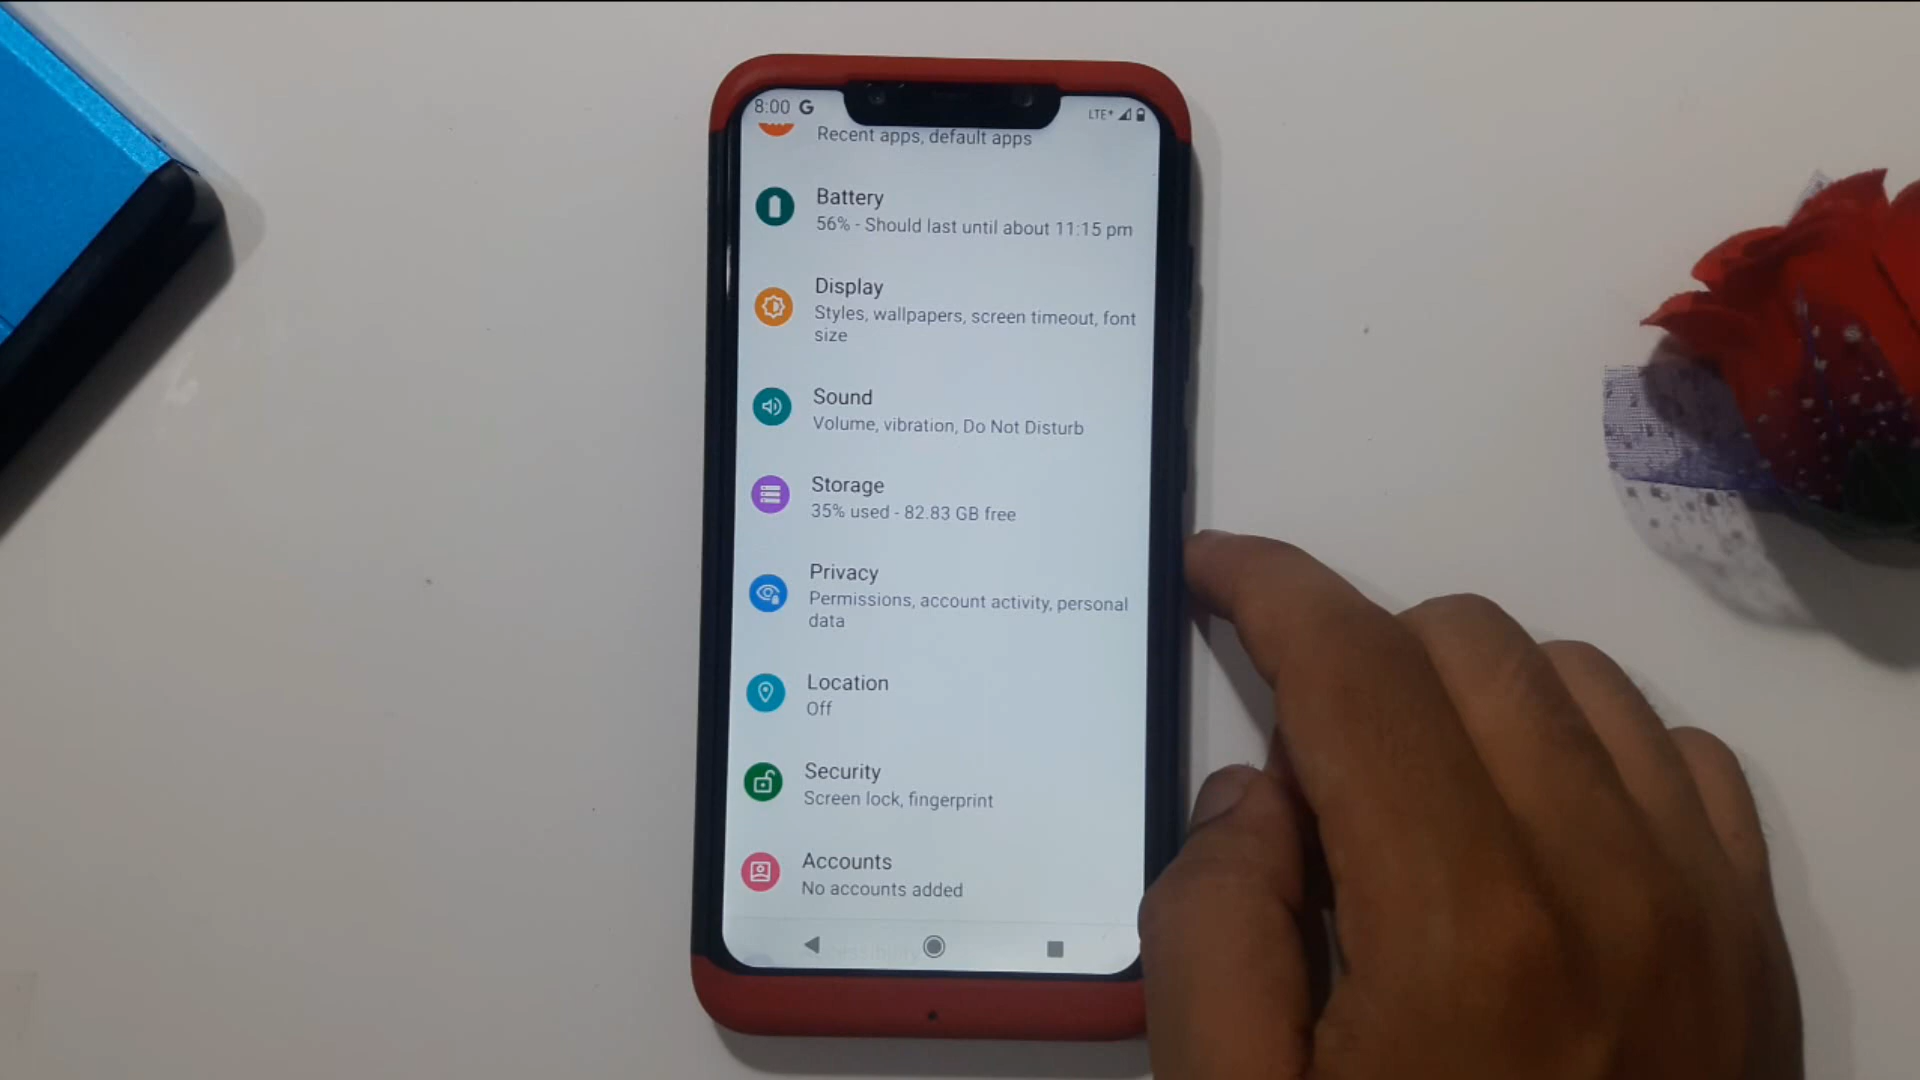 8:00 G
LTE+
Recent apps, default apps
Battery
56% - Should last until about 11:15 pm
Display
Styles, wallpapers, screen timeout, font
size
Sound
Volume, vibration, Do Not Disturb
Storage
35% used - 82.83 GB free
Privacy
Permissions, account activity, personal
data
Location
Off
Security
Screen lock, fingerprint
Accounts
No accounts added
Accessibility